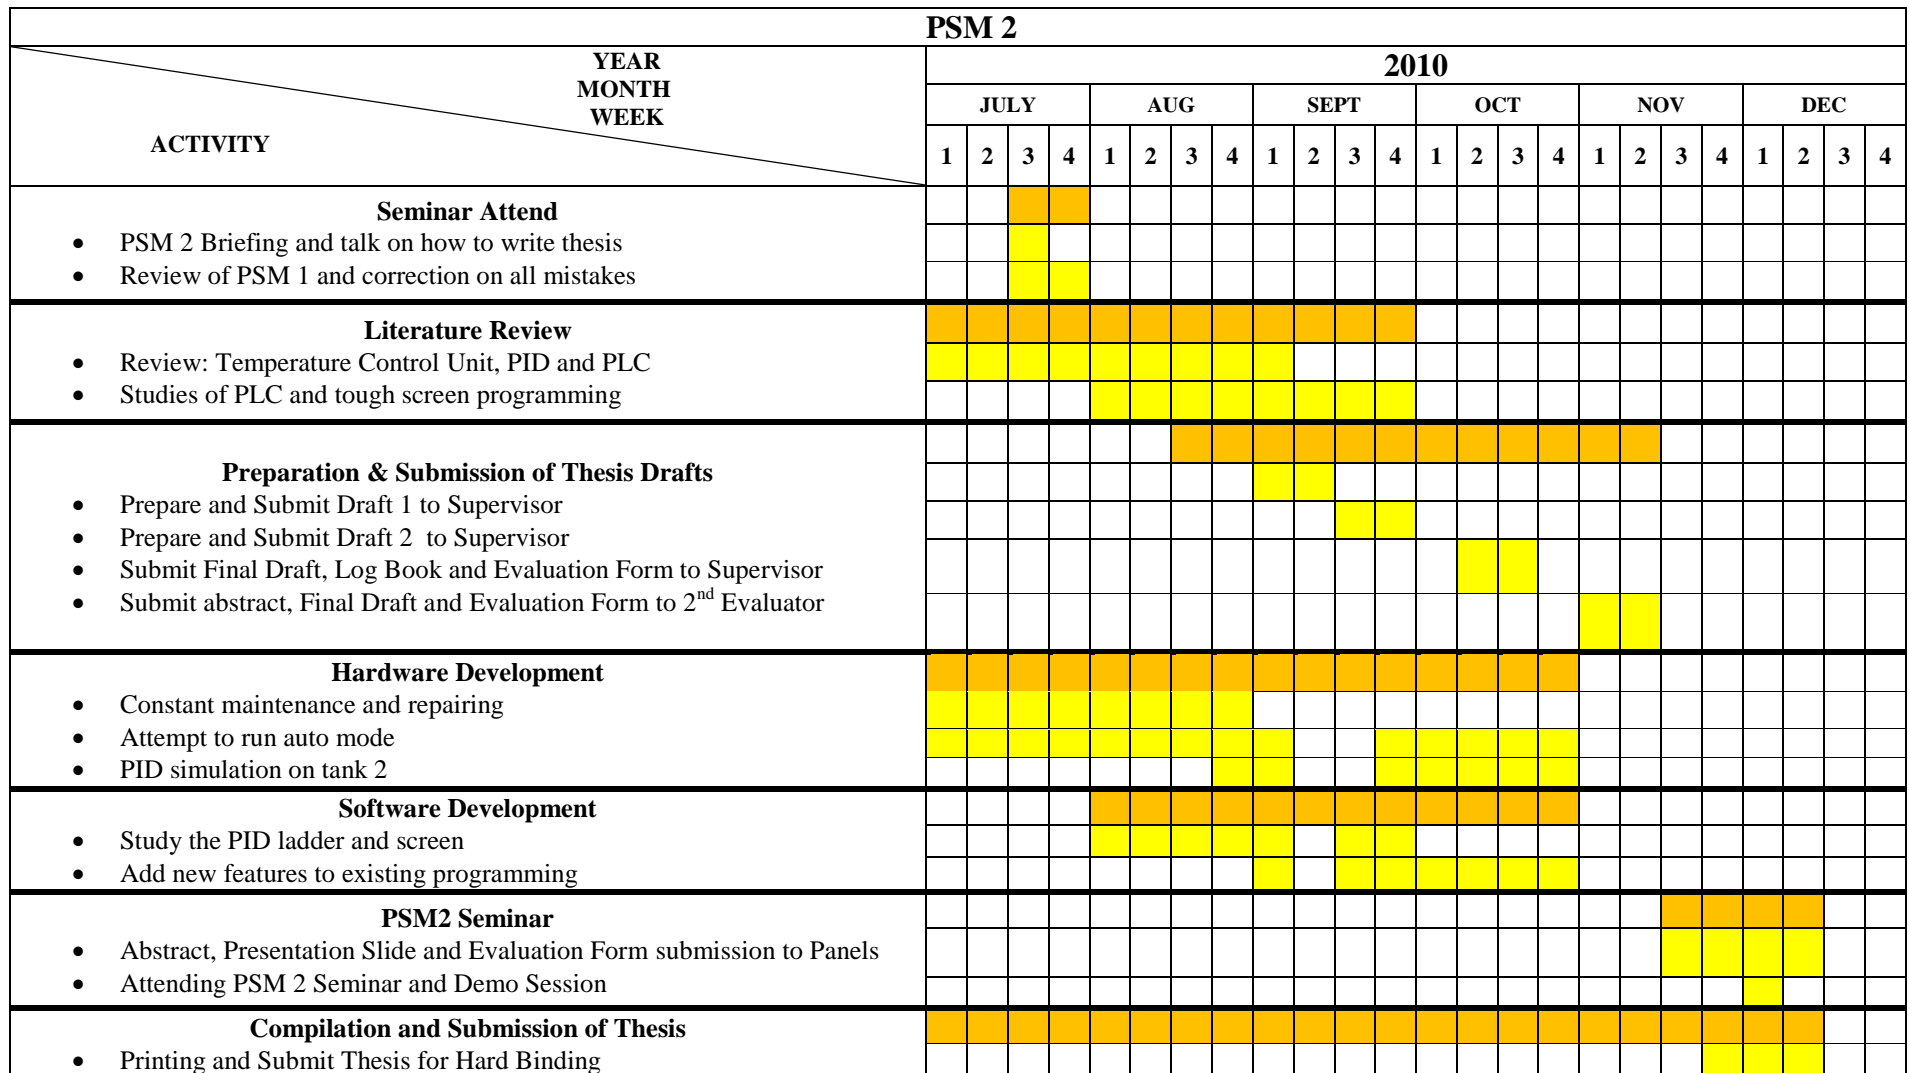 PSM 2
YEAR
MONTH
WEEK
ACTIVITY
2010
JULY AUG SEPT OCT NOV DEC
1 2 3 4 1 2 3 4 1 2 3 4 1 2 3 4 1 2 3 4 1 2 3 4
Seminar Attend
• PSM 2 Briefing and talk on how to write thesis
• Review of PSM 1 and correction on all mistakes
Literature Review
• Review: Temperature Control Unit, PID and PLC
• Studies of PLC and tough screen programming
Preparation & Submission of Thesis Drafts
• Prepare and Submit Draft 1 to Supervisor
• Prepare and Submit Draft 2 to Supervisor
• Submit Final Draft, Log Book and Evaluation Form to Supervisor
• Submit abstract, Final Draft and Evaluation Form to 2nd Evaluator
Hardware Development
• Constant maintenance and repairing
• Attempt to run auto mode
• PID simulation on tank 2
Software Development
• Study the PID ladder and screen
• Add new features to existing programming
PSM2 Seminar
• Abstract, Presentation Slide and Evaluation Form submission to Panels
• Attending PSM 2 Seminar and Demo Session
Compilation and Submission of Thesis
• Printing and Submit Thesis for Hard Binding